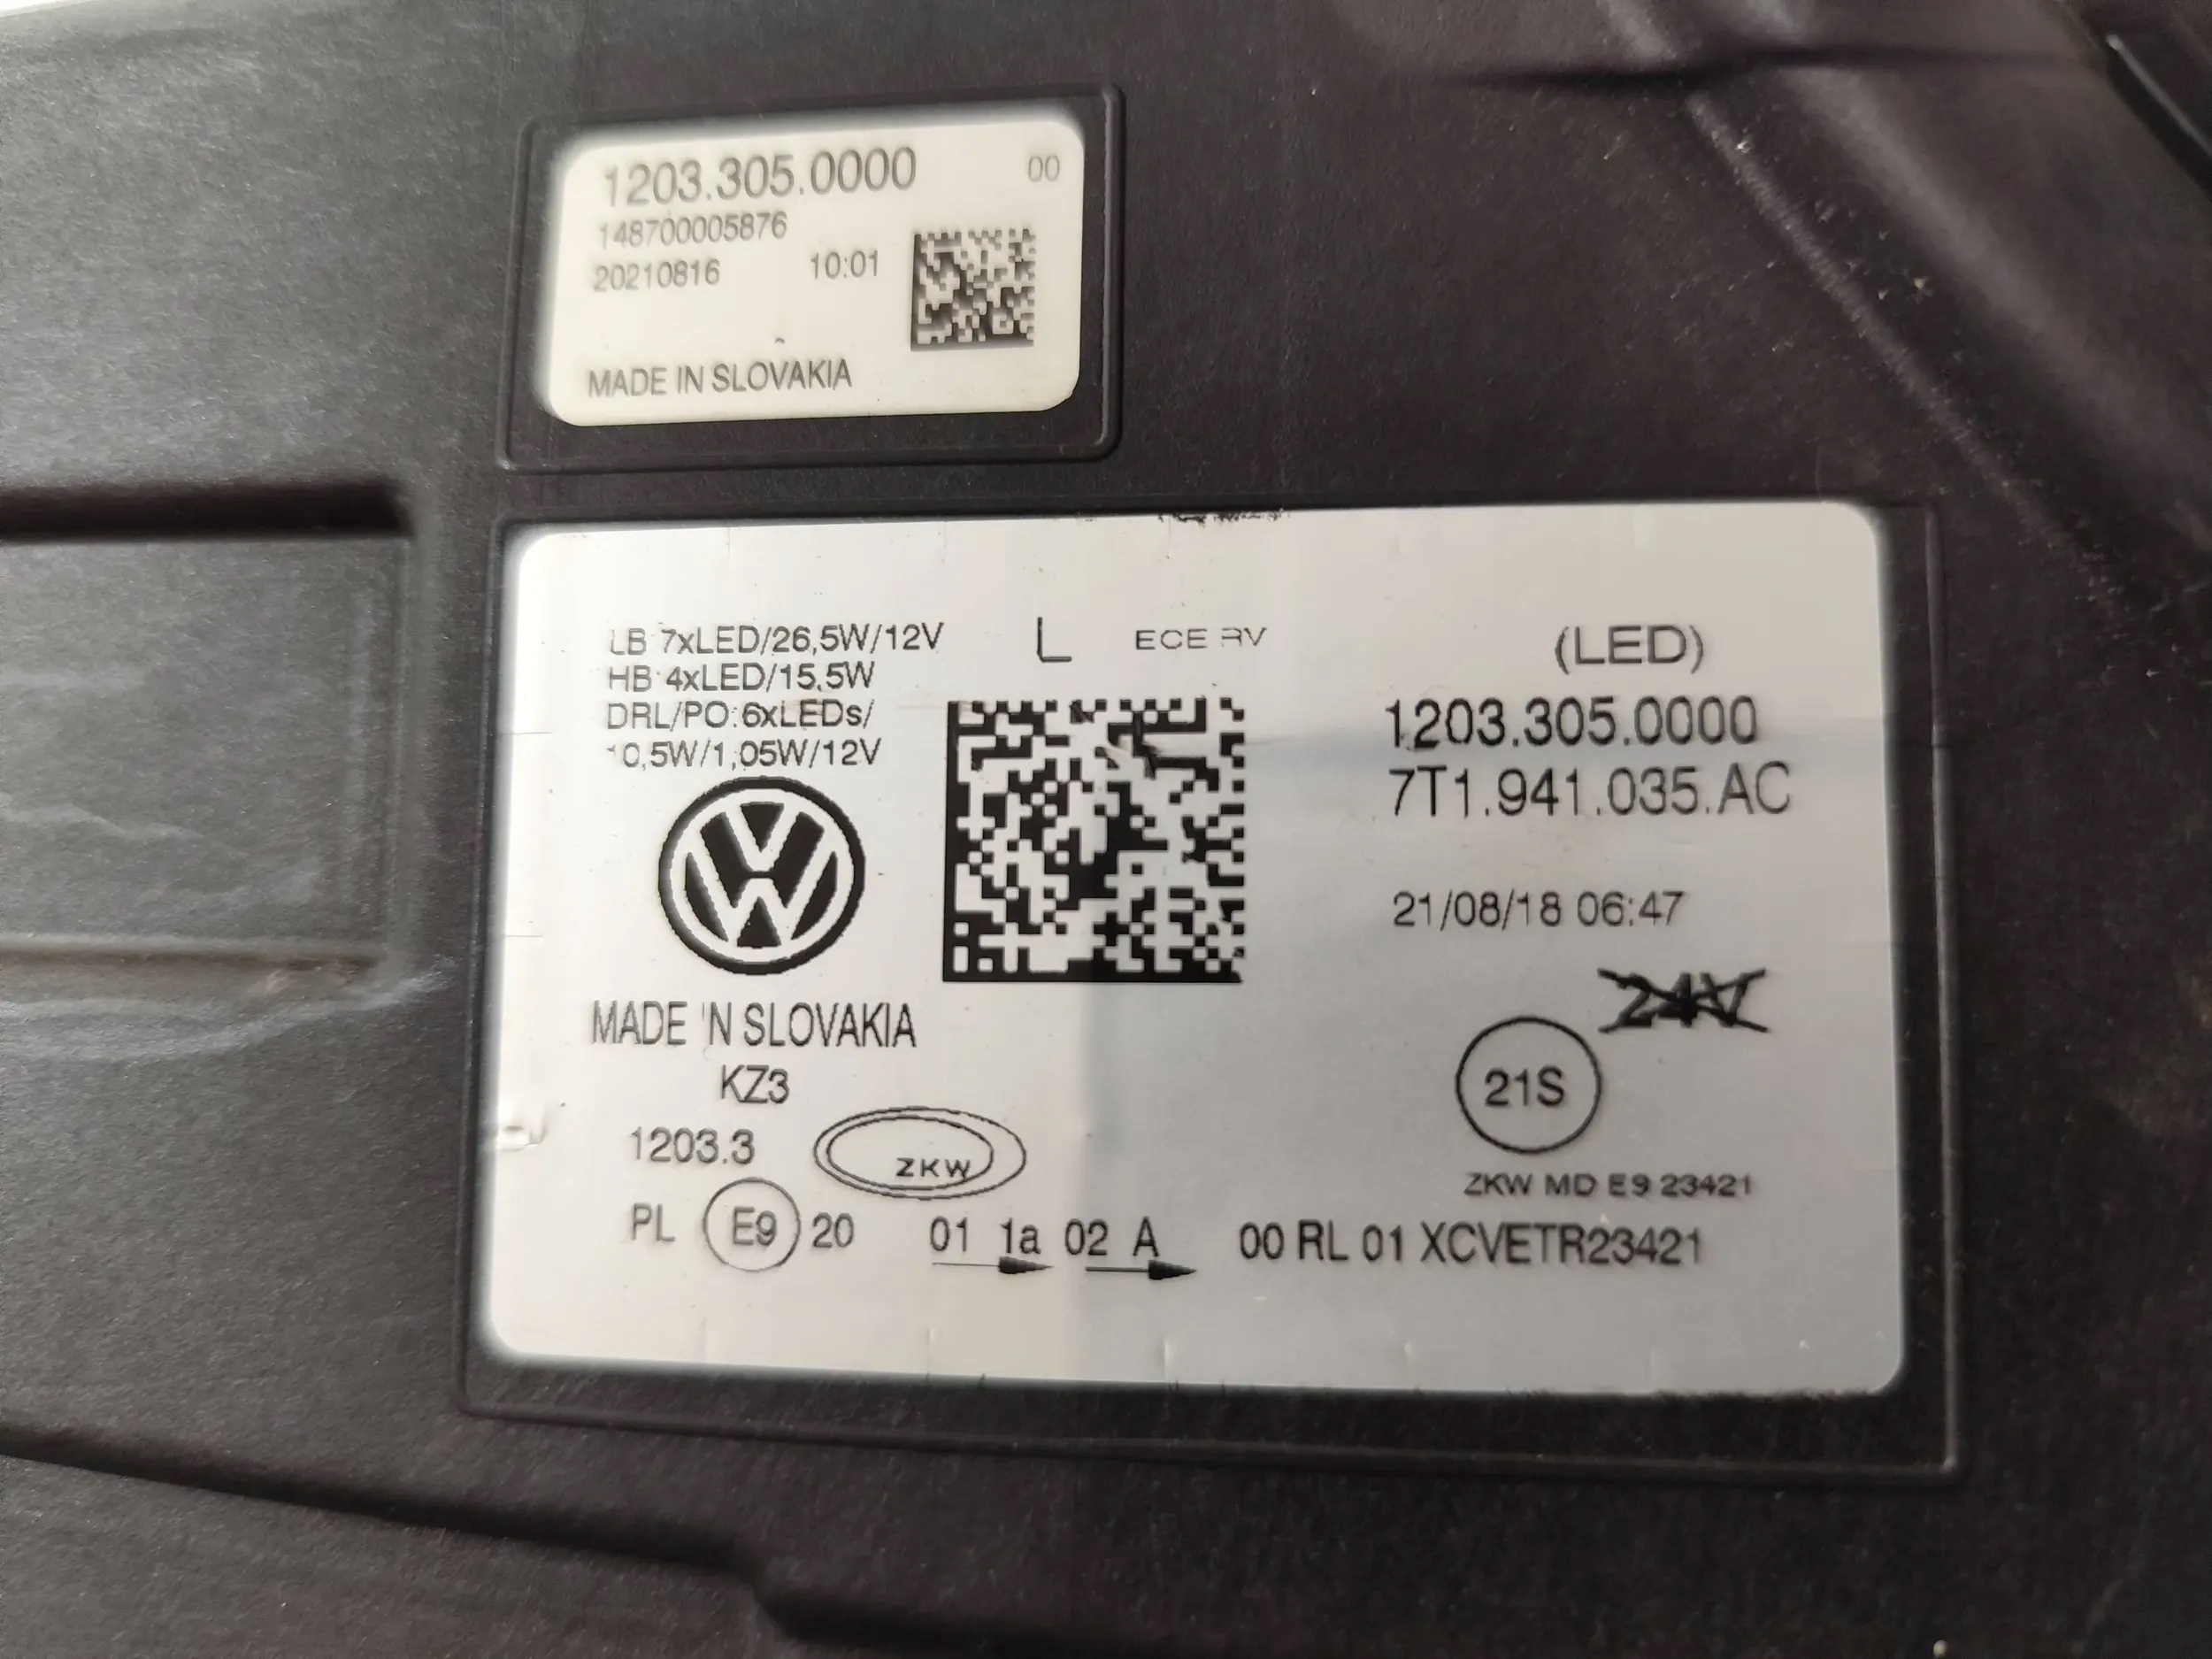 1203.305.0000 00
148700005876
20210816 10:01
MADE IN SLOVAKIA
LB 7xLED/26,5W/12V L ECE RV (LED)
HB:4xLED/15,5W
DRL/PO:6xLEDs/
10,5W/1,05W/12V
1203.305.0000
7T1.941.035.AC
21/08/18 06:47
24V
21S
MADE IN SLOVAKIA
KZ3
1203.3 ZKW
ZKW MD E9 23421
PL E9 20 01 1a 02 A 00 RL 01 XCVETR23421